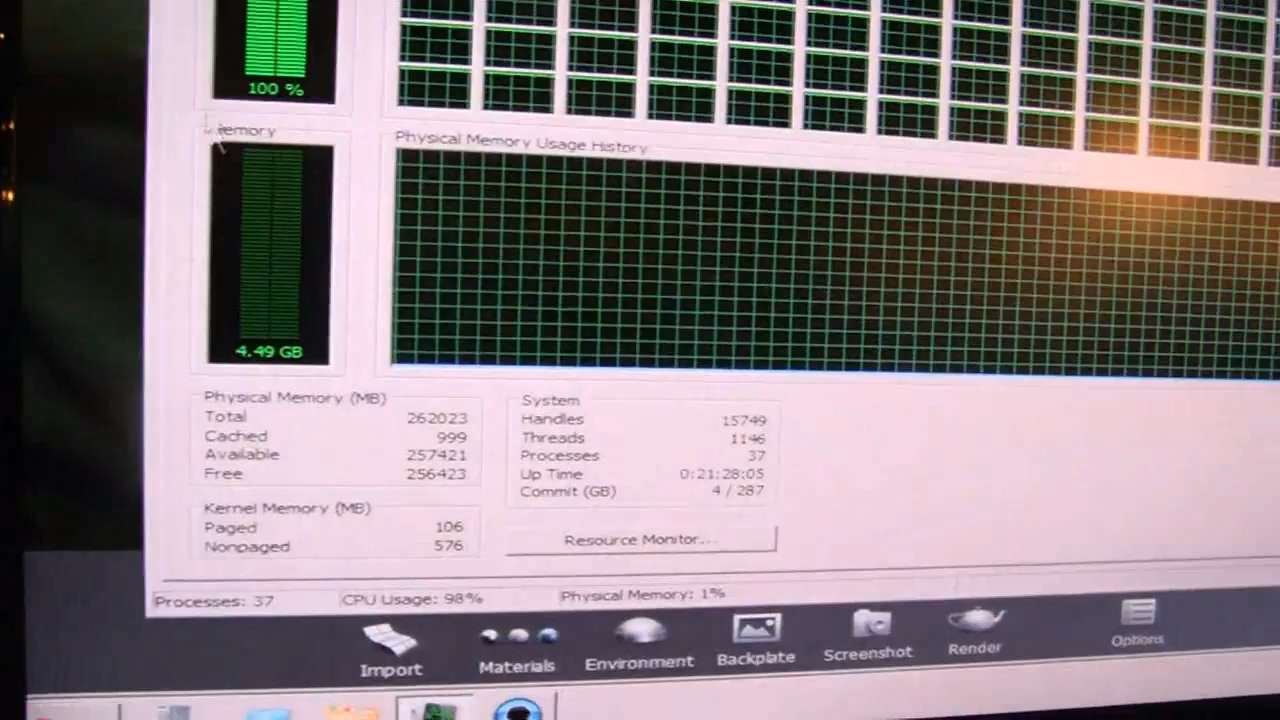 100 %
Memory
Physical Memory Usage History
4.49 GB
Physical Memory (MB)
Total 262023
Cached 999
Available 257421
Free 256423
System
Handles 15749
Threads 1146
Processes 37
Up Time 0:21:28:05
Commit (GB) 4 / 287
Kernel Memory (MB)
Paged 106
Nonpaged 576
Resource Monitor...
Processes: 37 CPU Usage: 98% Physical Memory: 1%
Import Materials Environment Backplate Screenshot Render Options